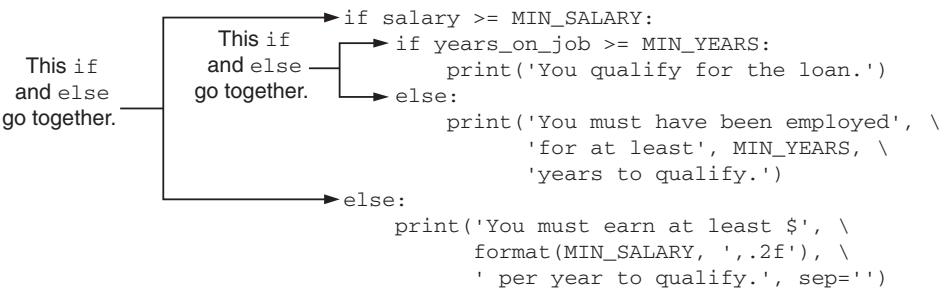 if salary >= MIN_SALARY:
This if
and else
go together.
This if
and else
go together.
if years_on_job >= MIN_YEARS:
print('You qualify for the loan.')
else:
print('You must have been employed', \
'for at least', MIN_YEARS, \
'years to qualify.')
else:
print('You must earn at least $', \
format(MIN_SALARY, ',.2f'), \
' per year to qualify.', sep='')